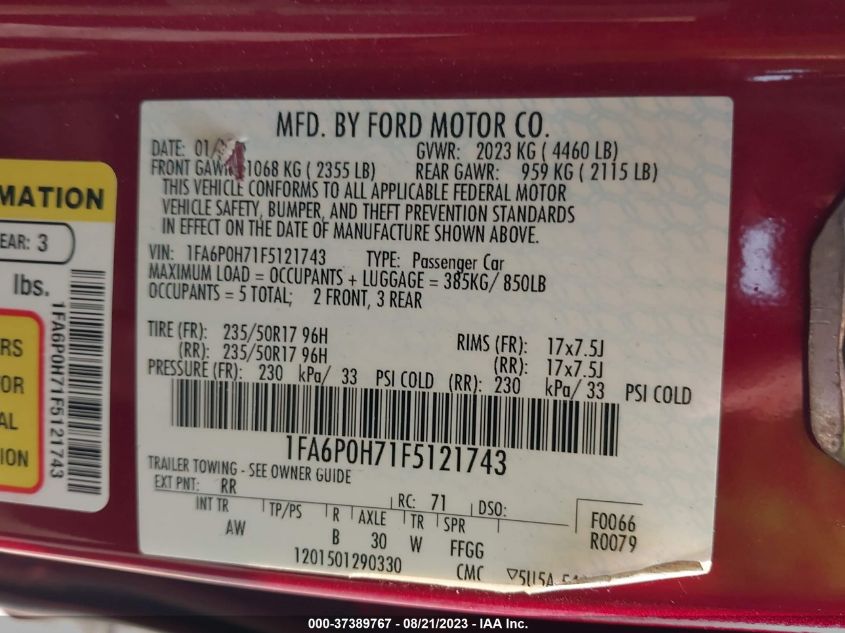 MFD. BY FORD MOTOR CO.
DATE: 01/
GVWR: 2023 KG ( 4460 LB)
FRONT GAWR: 1068 KG ( 2355 LB)
REAR GAWR: 959 KG ( 2115 LB)
THIS VEHICLE CONFORMS TO ALL APPLICABLE FEDERAL MOTOR
VEHICLE SAFETY, BUMPER, AND THEFT PREVENTION STANDARDS
IN EFFECT ON THE DATE OF MANUFACTURE SHOWN ABOVE.
VIN: 1FA6P0H71F5121743 TYPE: Passenger Car
MAXIMUM LOAD = OCCUPANTS + LUGGAGE = 385KG/ 850LB
OCCUPANTS = 5 TOTAL; 2 FRONT, 3 REAR
TIRE (FR): 235/50R17 96H RIMS (FR): 17x7.5J
(RR): 235/50R17 96H (RR): 17x7.5J
PRESSURE (FR): 230 kPa/ 33 PSI COLD (RR): 230 kPa/ 33 PSI COLD
1FA6P0H71F5121743
TRAILER TOWING - SEE OWNER GUIDE
EXT PNT: RR RC: 71 DSO:
INT TR TP/PS R AXLE TR SPR F0066
AW B 30 W FFGG R0079
1201501290330 CMC ▽5U5A
MATION
EAR: 3
lbs.
RS
TOR
AL
ION
1FA6P0H71F5121743
000-37389767 - 08/21/2023 - IAA Inc.